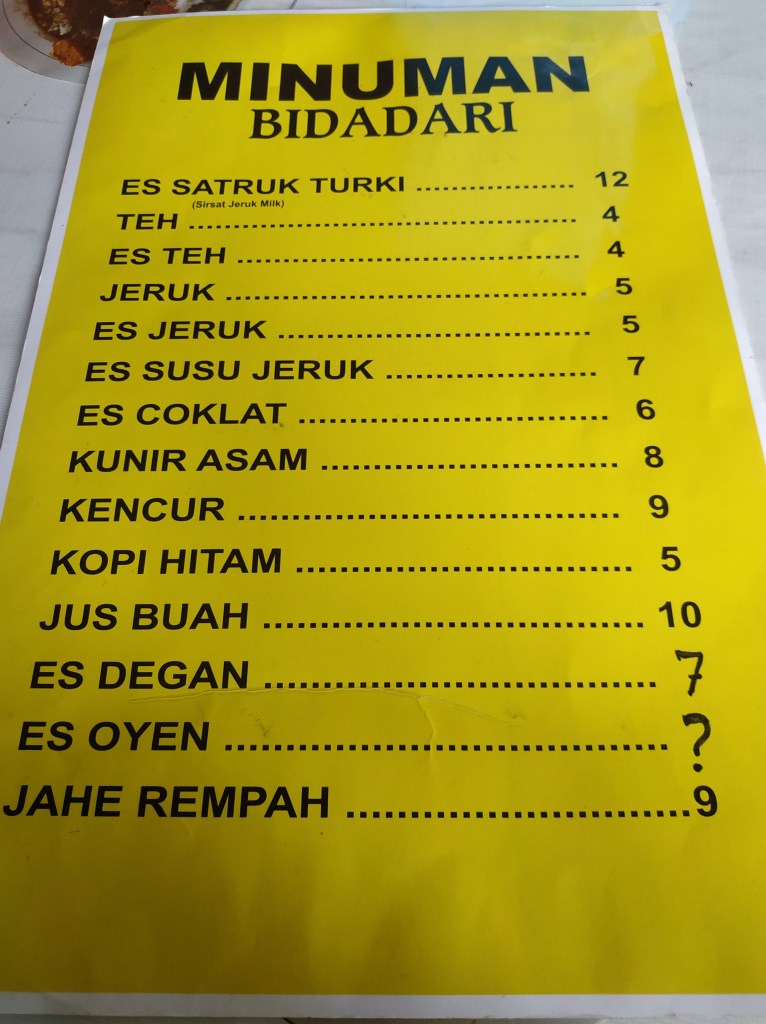 MINUMAN
BIDADARI
ES SATRUK TURKI ................. 12
(Sirsat Jeruk Milk)
TEH ......................................... 4
ES TEH .................................... 4
JERUK ...................................... 5
ES JERUK ................................ 5
ES SUSU JERUK ..................... 7
ES COKLAT .............................. 6
KUNIR ASAM ............................ 8
KENCUR ................................... 9
KOPI HITAM .............................. 5
JUS BUAH ................................ 10
ES DEGAN ................................ 7
ES OYEN .................................... ?
JAHE REMPAH ............................9